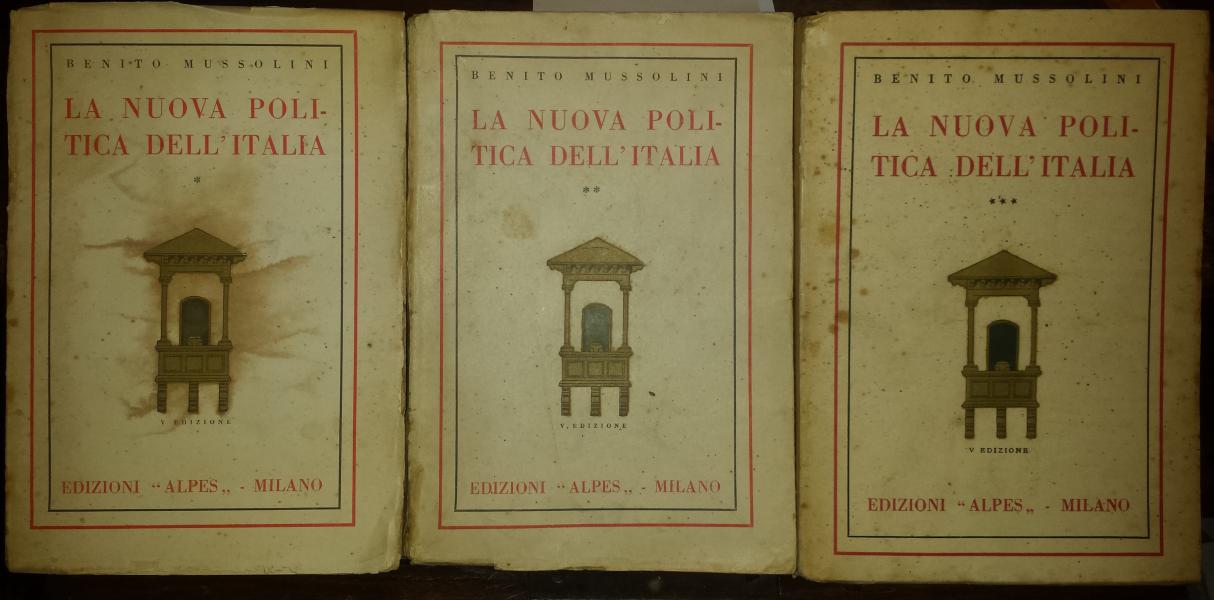 BENITO MUSSOLINI
LA NUOVA POLI-
TICA DELL'ITALIA
*
V EDIZIONE
EDIZIONI “ALPES„ - MILANO
BENITO MUSSOLINI
LA NUOVA POLI-
TICA DELL'ITALIA
**
V. EDIZIONE
EDIZIONI “ALPES„ - MILANO
BENITO MUSSOLINI
LA NUOVA POLI-
TICA DELL'ITALIA
***
V EDIZIONE
EDIZIONI “ALPES„ - MILANO